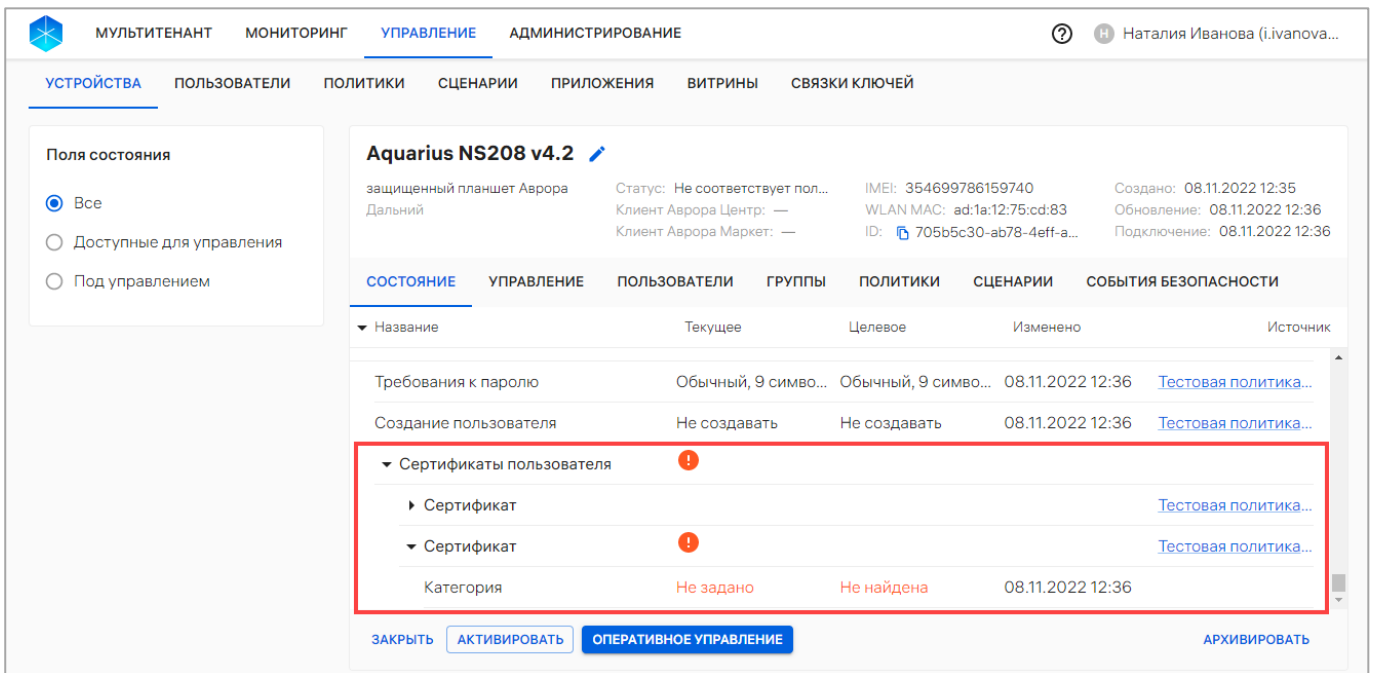 МУЛЬТИТЕНАНТ МОНИТОРИНГ УПРАВЛЕНИЕ АДМИНИСТРИРОВАНИЕ ? Н Наталия Иванова (i.ivanova...
УСТРОЙСТВА ПОЛЬЗОВАТЕЛИ ПОЛИТИКИ СЦЕНАРИИ ПРИЛОЖЕНИЯ ВИТРИНЫ СВЯЗКИ КЛЮЧЕЙ
Поля состояния
Все
Доступные для управления
Под управлением
Aquarius NS208 v4.2
защищенный планшет Аврора Статус: Не соответствует пол... IMEI: 354699786159740 Создано: 08.11.2022 12:35
Дальний Клиент Аврора Центр: — WLAN MAC: ad:1a:12:75:cd:83 Обновление: 08.11.2022 12:36
Клиент Аврора Маркет: — ID: 705b5c30-ab78-4eff-a... Подключение: 08.11.2022 12:36
СОСТОЯНИЕ УПРАВЛЕНИЕ ПОЛЬЗОВАТЕЛИ ГРУППЫ ПОЛИТИКИ СЦЕНАРИИ СОБЫТИЯ БЕЗОПАСНОСТИ
Название Текущее Целевое Изменено Источник
Требования к паролю Обычный, 9 симво... Обычный, 9 симво... 08.11.2022 12:36 Тестовая политика...
Создание пользователя Не создавать Не создавать 08.11.2022 12:36 Тестовая политика...
Сертификаты пользователя !
Сертификат Тестовая политика...
Сертификат ! Тестовая политика...
Категория Не задано Не найдена 08.11.2022 12:36
ЗАКРЫТЬ АКТИВИРОВАТЬ ОПЕРАТИВНОЕ УПРАВЛЕНИЕ АРХИВИРОВАТЬ